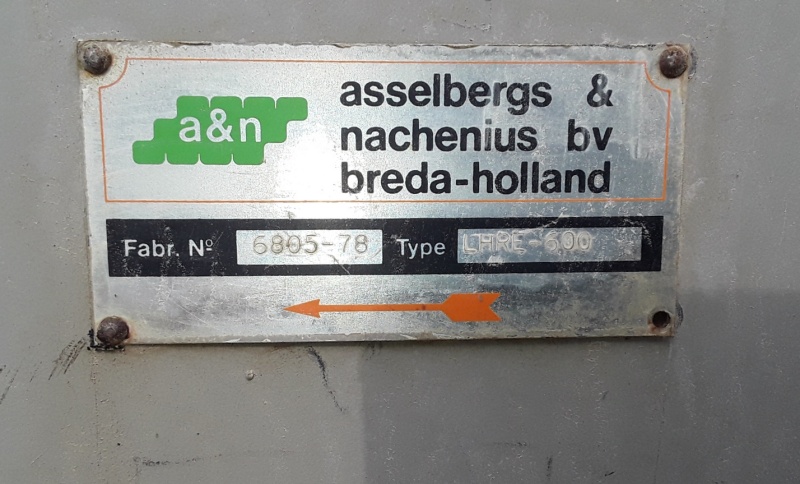 a&n
asselbergs &
nachenius bv
breda-holland
Fabr. Nº 6805-78 Type LHRE-600